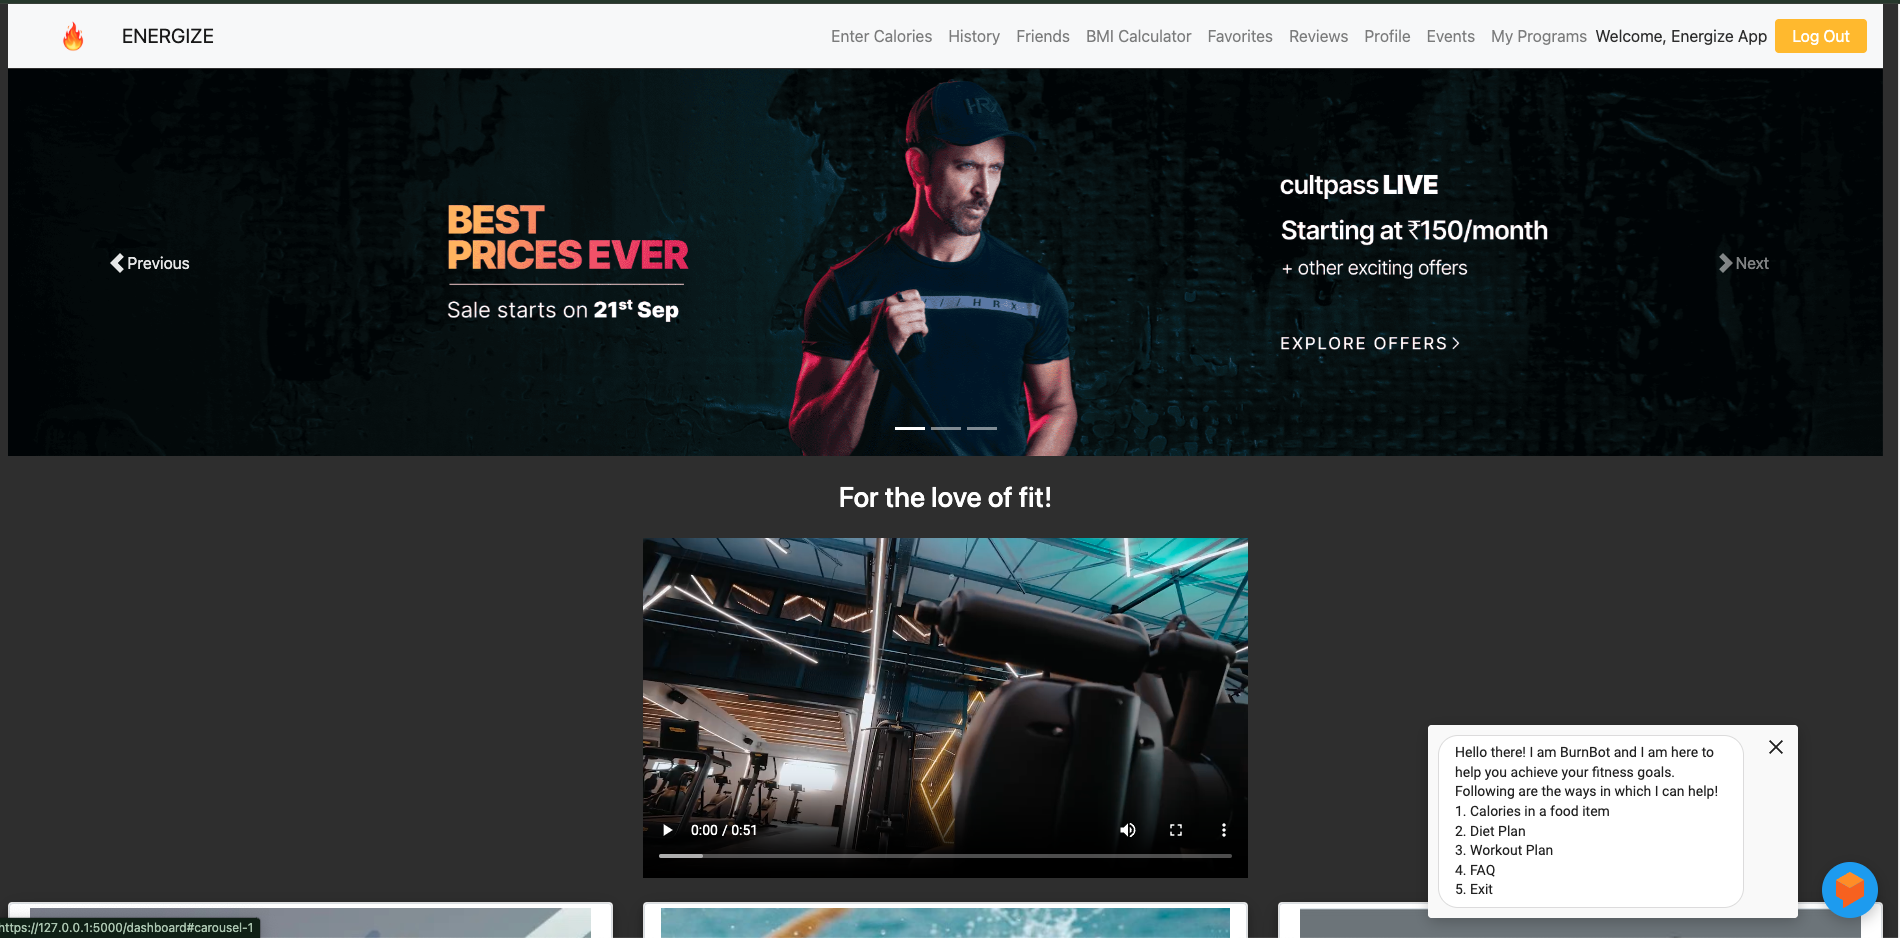 ENERGIZE
Enter Calories History Friends BMI Calculator Favorites Reviews Profile Events My Programs Welcome, Energize App Log Out
HRX
BEST
PRICES EVER
Sale starts on 21st Sep
Previous
HRX
cultpass LIVE
Starting at ₹150/month
+ other exciting offers
EXPLORE OFFERS
Next
For the love of fit!
0:00 / 0:51
Hello there! I am BurnBot and I am here to
help you achieve your fitness goals.
Following are the ways in which I can help!
1. Calories in a food item
2. Diet Plan
3. Workout Plan
4. FAQ
5. Exit
https://127.0.0.1:5000/dashboard#carousel-1